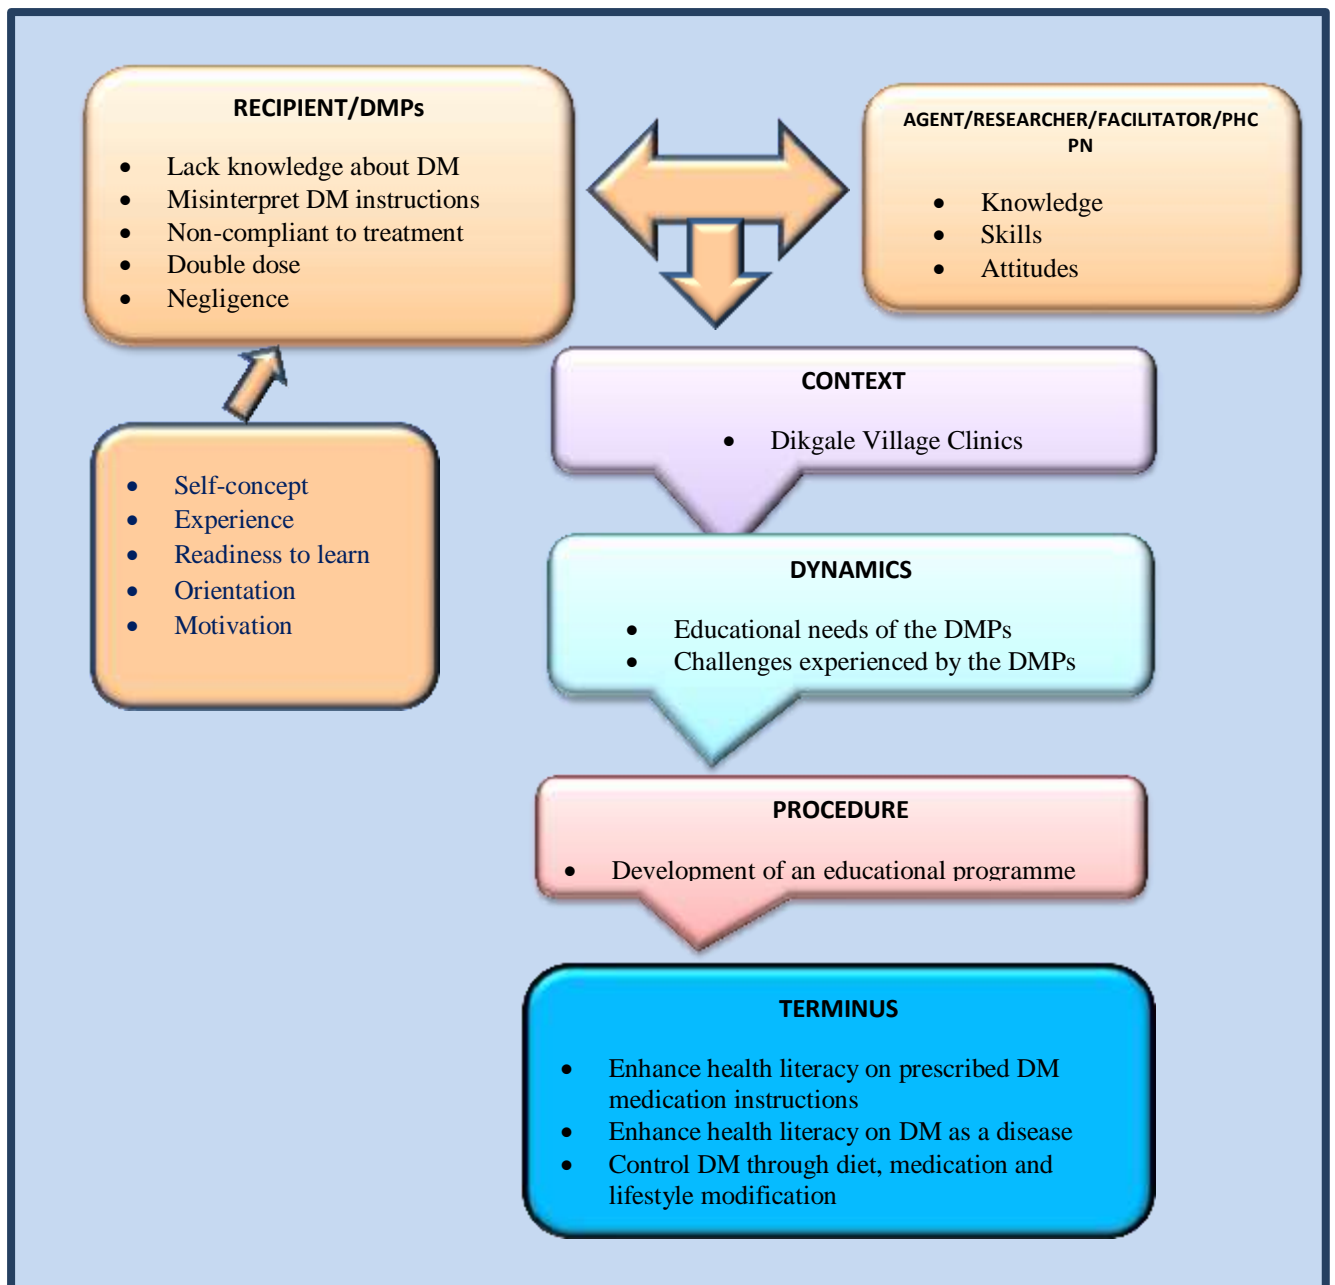 RECIPIENT/DMPs
• Lack knowledge about DM
• Misinterpret DM instructions
• Non-compliant to treatment
• Double dose
• Negligence
AGENT/RESEARCHER/FACILITATOR/PHC
PN
• Knowledge
• Skills
• Attitudes
• Self-concept
• Experience
• Readiness to learn
• Orientation
• Motivation
CONTEXT
• Dikgale Village Clinics
DYNAMICS
• Educational needs of the DMPs
• Challenges experienced by the DMPs
PROCEDURE
• Development of an educational programme
TERMINUS
• Enhance health literacy on prescribed DM
medication instructions
• Enhance health literacy on DM as a disease
• Control DM through diet, medication and
lifestyle modification